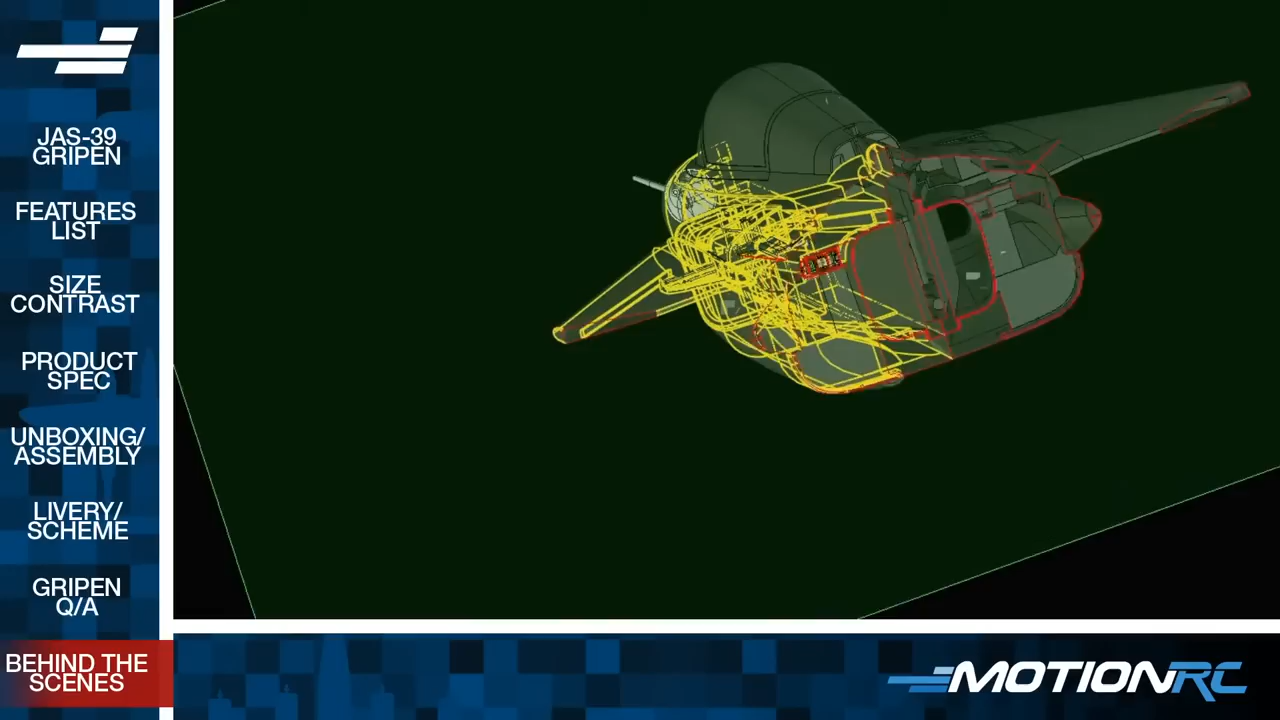 JAS-39
GRIPEN
FEATURES
LIST
SIZE
CONTRAST
PRODUCT
SPEC
UNBOXING/
ASSEMBLY
LIVERY/
SCHEME
GRIPEN
Q/A
BEHIND THE
SCENES
MOTIONRC